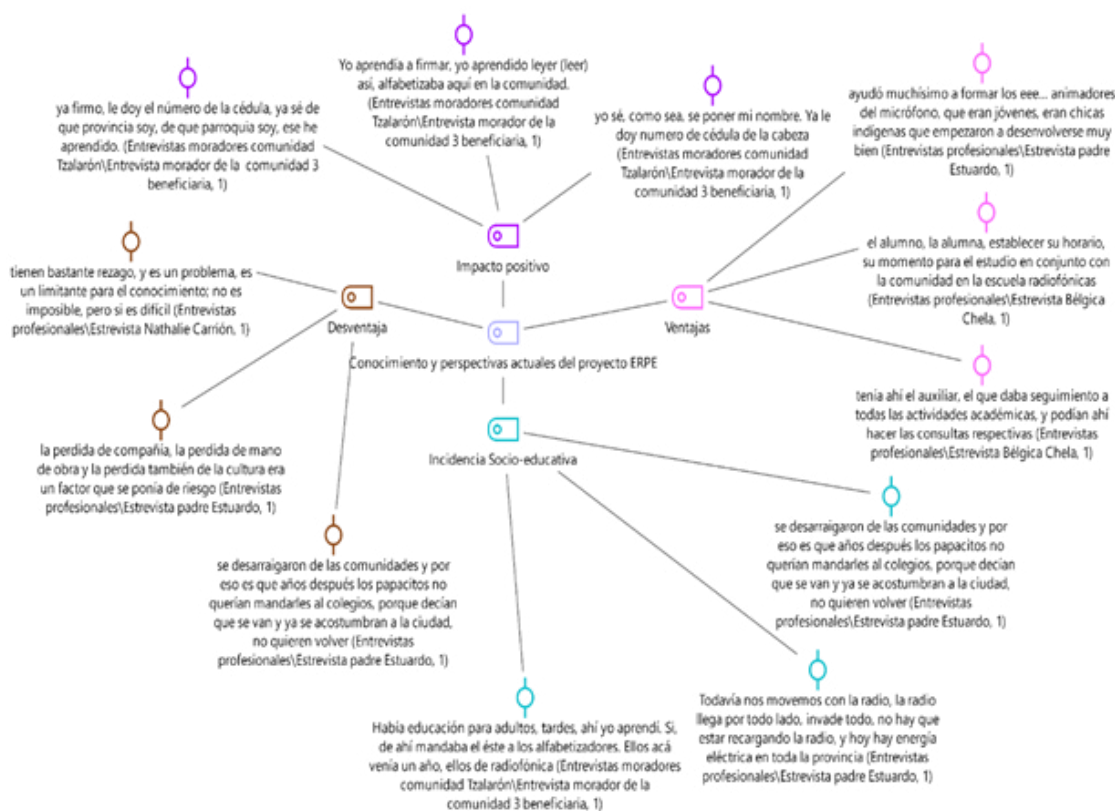 Yo aprendía a firmar, yo aprendido leyer (leer)
así, alfabetizaba aquí en la comunidad.
(Entrevistas moradores comunidad
Tzalarón\Entrevista morador de la
comunidad 3 beneficiaria, 1)
ya firmo, le doy el número de la cédula, ya sé de
que provincia soy, de que parroquia soy, ese he
aprendido. (Entrevistas moradores comunidad
Tzalarón\Entrevista morador de la comunidad 3
beneficiaria, 1)
yo sé, como sea, se poner mi nombre. Ya le
doy numero de cédula de la cabeza
(Entrevistas moradores comunidad
Tzalarón\Entrevista morador de la
comunidad 3 beneficiaria, 1)
ayudó muchísimo a formar los eee... animadores
del micrófono, que eran jóvenes, eran chicas
indígenas que empezaron a desenvolverse muy
bien (Entrevistas profesionales\Estrevista padre
Estuardo, 1)
Impacto positivo
tienen bastante rezago, y es un problema, es
un limitante para el conocimiento; no es
imposible, pero si es difícil (Entrevistas
profesionales\Estrevista Nathalie Carrión, 1)
Desventaja
Ventajas
el alumno, la alumna, establecer su horario,
su momento para el estudio en conjunto con
la comunidad en la escuela radiofónicas
(Entrevistas profesionales\Estrevista Bélgica
Chela, 1)
Conocimiento y perspectivas actuales del proyecto ERPE
tenía ahí el auxiliar, el que daba seguimiento a
todas las actividades académicas, y podían ahí
hacer las consultas respectivas (Entrevistas
profesionales\Estrevista Bélgica Chela, 1)
Incidencia Socio-educativa
la perdida de compañía, la perdida de mano
de obra y la perdida también de la cultura era
un factor que se ponía de riesgo (Entrevistas
profesionales\Estrevista padre Estuardo, 1)
se desarraigaron de las comunidades y por
eso es que años después los papacitos no
querían mandarles al colegios, porque decían
que se van y ya se acostumbran a la ciudad,
no quieren volver (Entrevistas
profesionales\Estrevista padre Estuardo, 1)
se desarraigaron de las comunidades y por
eso es que años después los papacitos no
querían mandarles al colegios, porque decían
que se van y ya se acostumbran a la ciudad,
no quieren volver (Entrevistas
profesionales\Estrevista padre Estuardo, 1)
Había educación para adultos, tardes, ahí yo aprendí. Si,
de ahí mandaba el éste a los alfabetizadores. Ellos acá
venía un año, ellos de radiofónica (Entrevistas moradores
comunidad Tzalarón\Entrevista morador de la
comunidad 3 beneficiaria, 1)
Todavía nos movemos con la radio, la radio
llega por todo lado, invade todo, no hay que
estar recargando la radio, y hoy hay energía
eléctrica en toda la provincia (Entrevistas
profesionales\Estrevista padre Estuardo, 1)